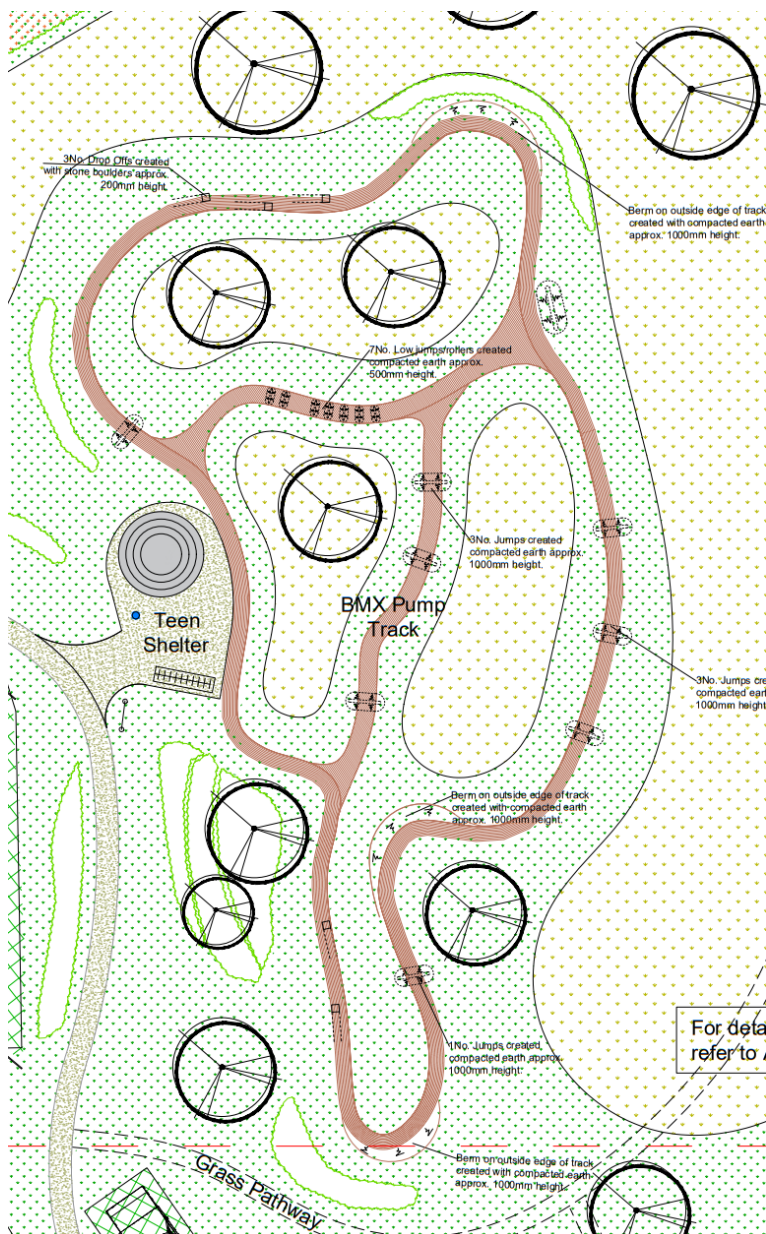 3No. Drop Offs created
with stone boulders approx.
200mm height.
Berm on outside edge of track
created with compacted earth
approx. 1000mm height.
7No. Low jumps/rollers created
compacted earth approx.
500mm height.
3No. Jumps created
compacted earth approx.
1000mm height.
BMX Pump
Track
Teen
Shelter
3No. Jumps cre
compacted eart
1000mm height
Berm on outside edge of track
created with compacted earth
approx. 1000mm height.
For deta
refer to A
1No. Jumps created
compacted earth approx.
1000mm height.
Berm on outside edge of track
created with compacted earth
approx. 1000mm height.
Grass Pathway